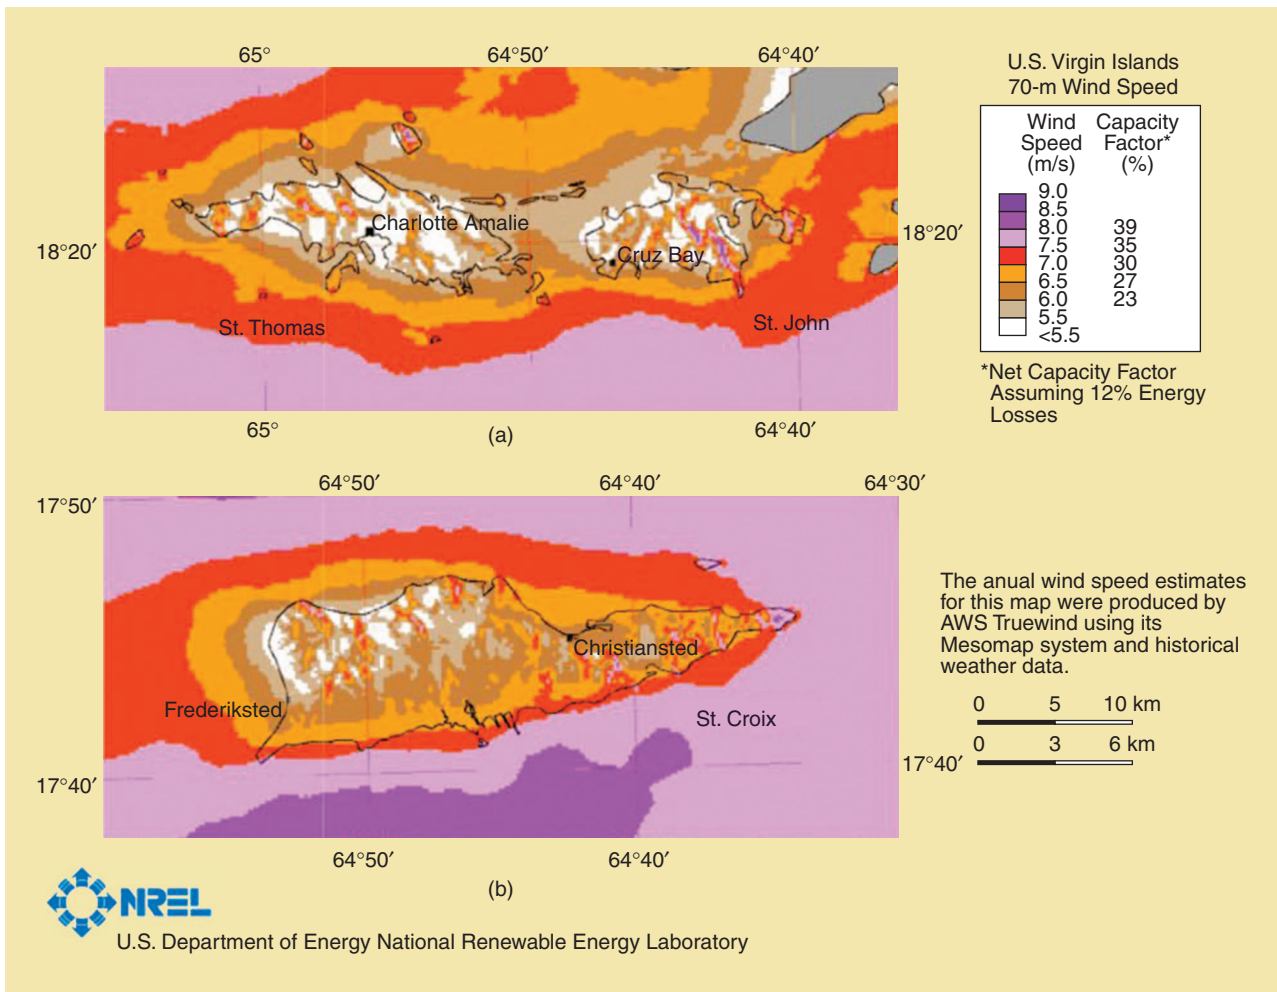 65°
64°50′
64°40′
18°20′
Charlotte Amalie
Cruz Bay
18°20′
St. Thomas
St. John
65°
(a)
64°40′
U.S. Virgin Islands
70-m Wind Speed
Wind Speed (m/s)
Capacity Factor* (%)
9.0
8.5
8.0 39
7.5 35
7.0 30
6.5 27
6.0 23
5.5
<5.5
*Net Capacity Factor
Assuming 12% Energy
Losses
64°50′
64°40′
64°30′
17°50′
Christiansted
Frederiksted
St. Croix
17°40′
17°40′
64°50′
64°40′
(b)
The anual wind speed estimates
for this map were produced by
AWS Truewind using its
Mesomap system and historical
weather data.
0 5 10 km
0 3 6 km
NREL
U.S. Department of Energy National Renewable Energy Laboratory